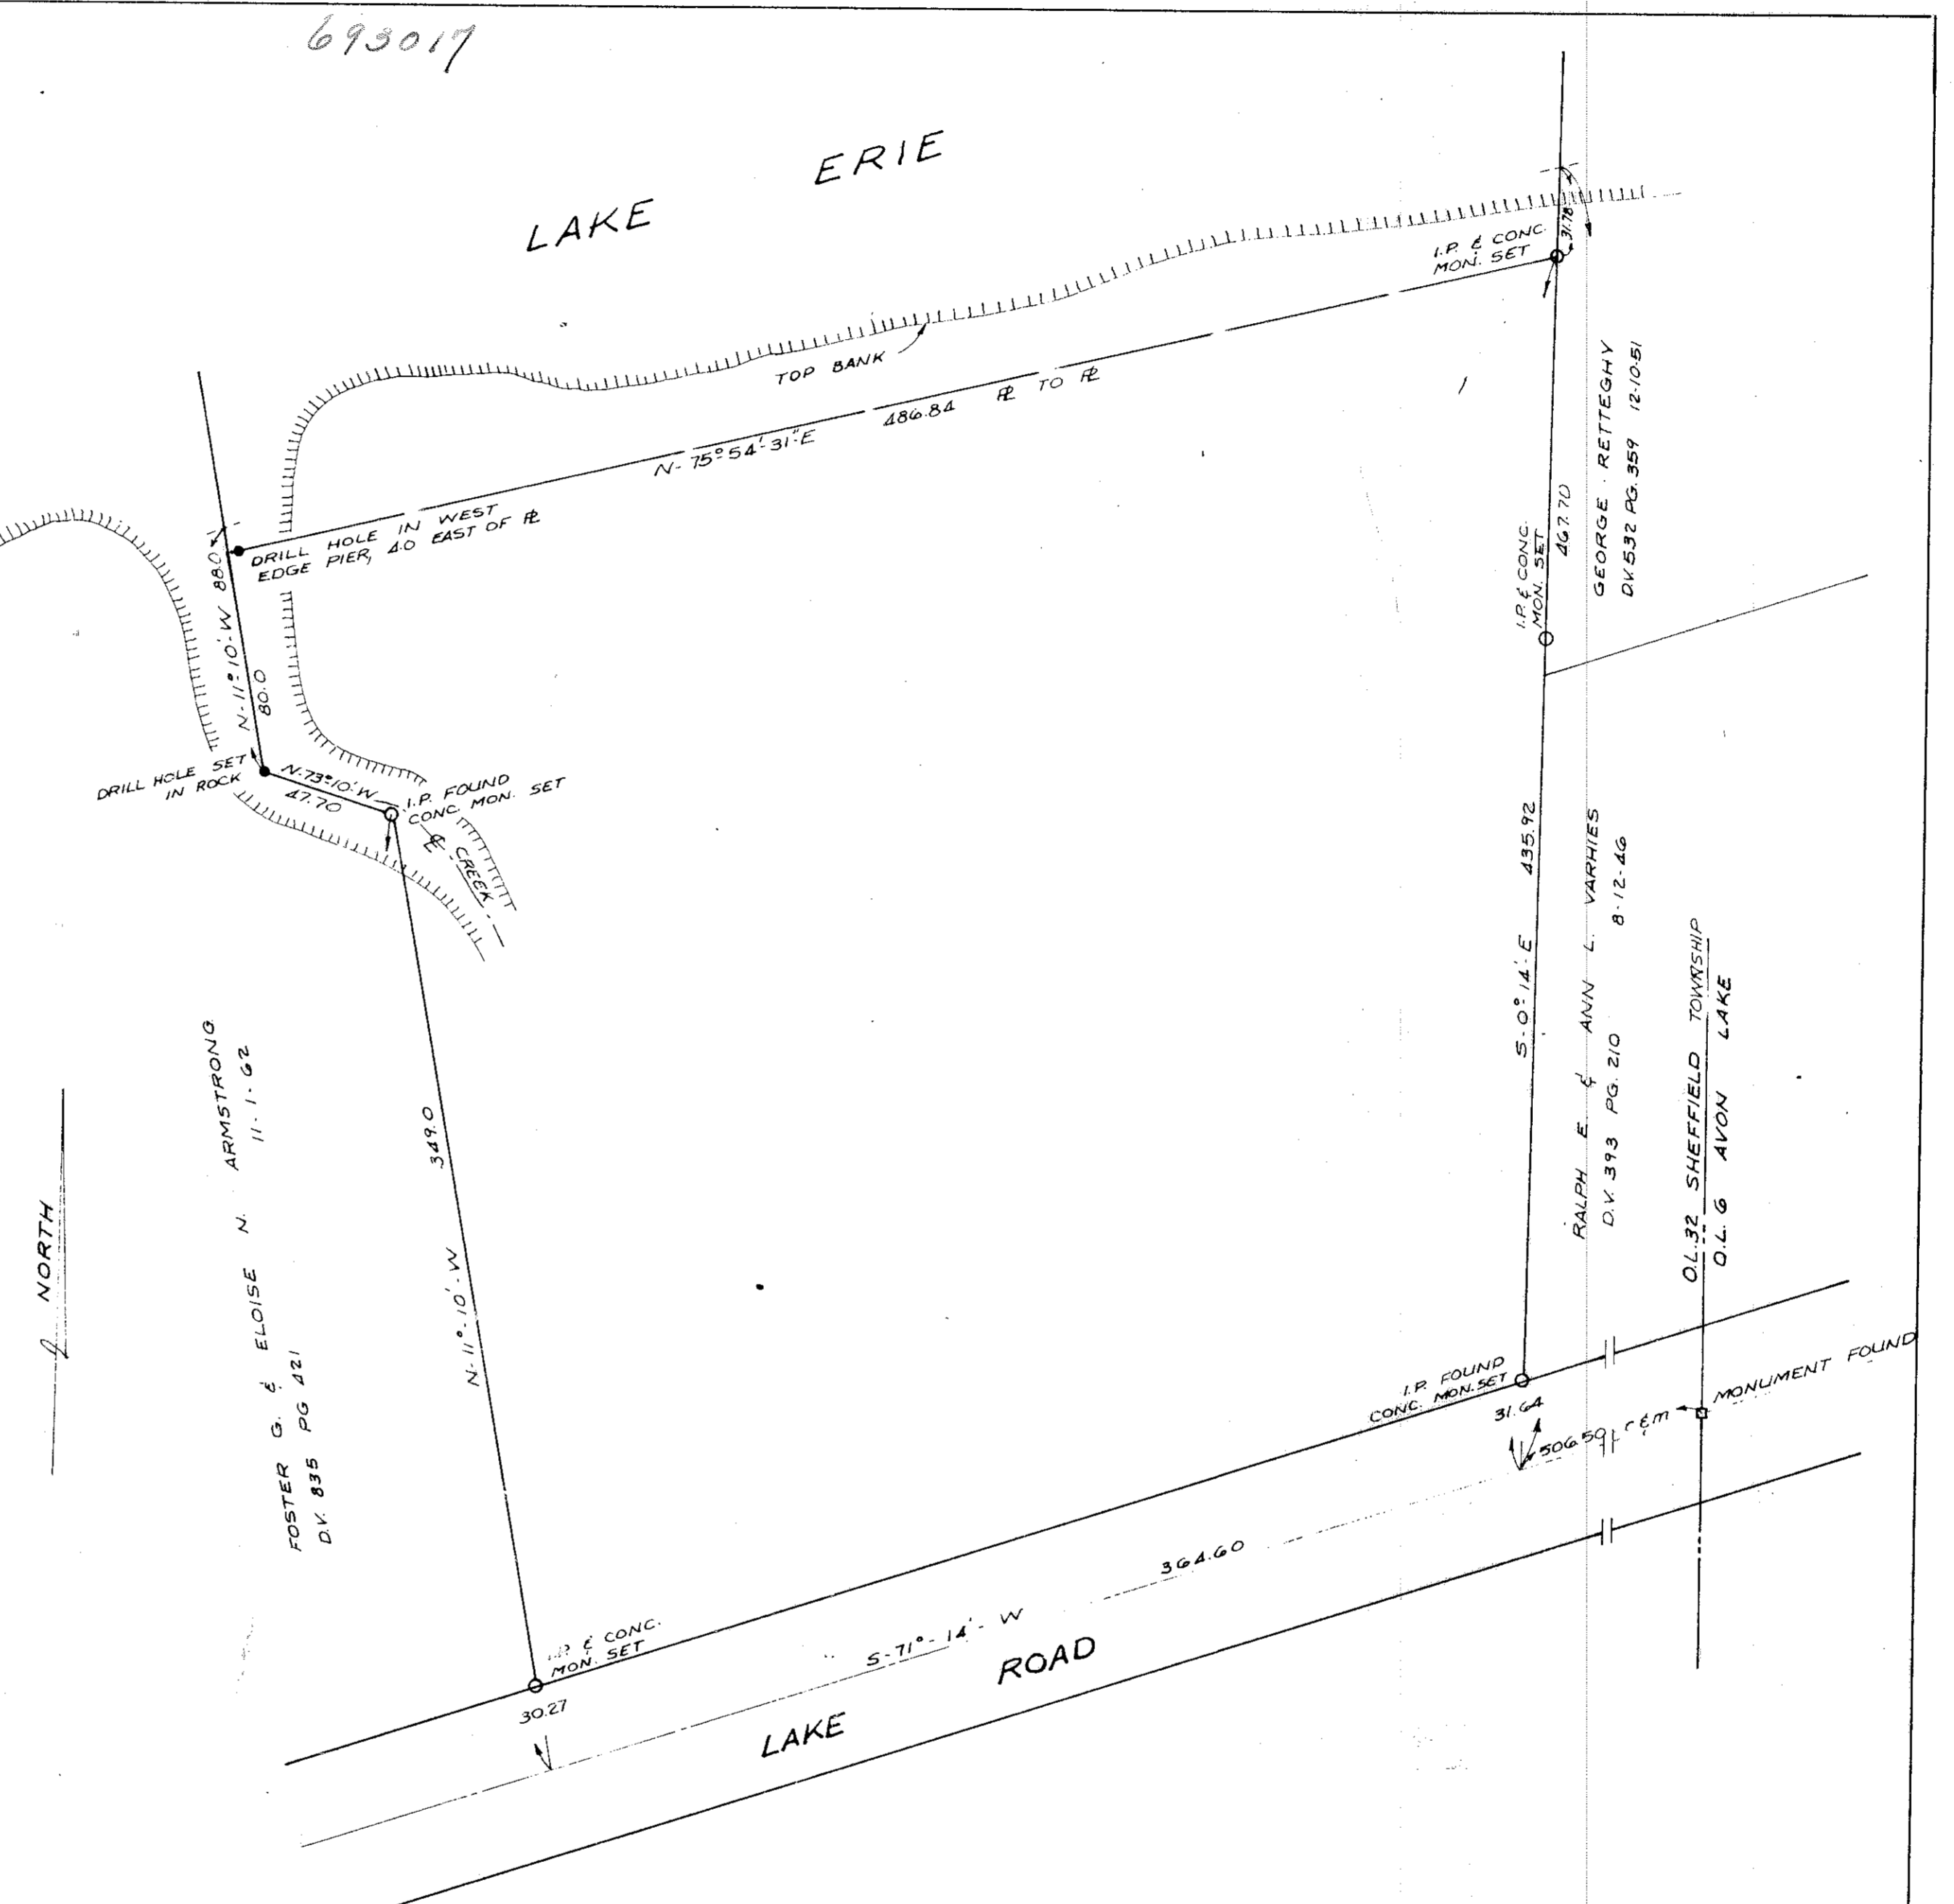 693017
LAKE ERIE
I.P. & CONC.
MON. SET
31.78
TOP BANK
486.84 ⅊ TO ⅊
N-75°-54'-31"-E
DRILL HOLE IN WEST
EDGE PIER, 4.0 EAST OF ⅊
N-11°-10'-W 88.0
80.0
DRILL HOLE SET
IN ROCK
N-73°-10'-W
47.70
I.P. FOUND
CONC. MON. SET
℄ CREEK
I.P. & CONC.
MON. SET
467.70
GEORGE RETTEGHY
D.V. 532 PG. 359 12-10-51
S-0°14'-E 435.92
RALPH E. & ANN L. VARHIES
D.V. 393 PG. 210 8-12-46
O.L. 32 SHEFFIELD TOWNSHIP
O.L. 6 AVON LAKE
NORTH
FOSTER G. & ELOISE N. ARMSTRONG
D.V. 835 PG 421 11-1-62
349.0
N-11°-10'-W
I.P. FOUND
CONC. MON. SET
31.64
506.50
MONUMENT FOUND
364.60
S-71°-14'-W
I.P. & CONC.
MON. SET
30.27
LAKE ROAD